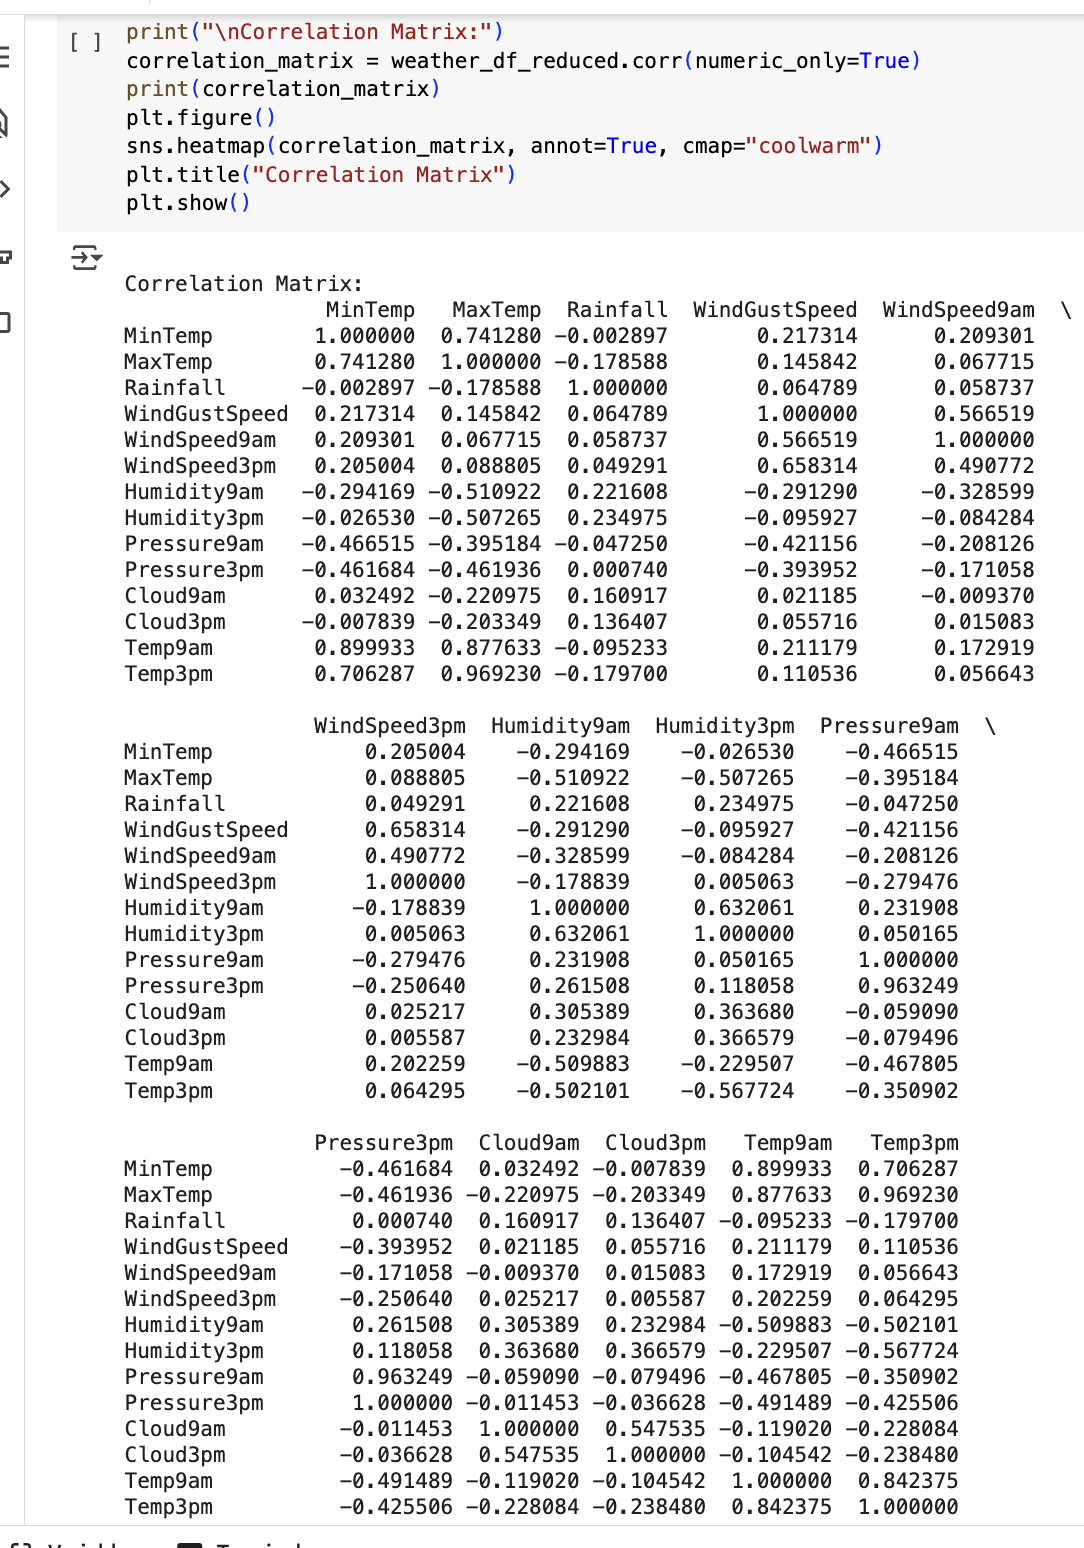 [ ]
print("\nCorrelation Matrix:")
correlation_matrix = weather_df_reduced.corr(numeric_only=True)
print(correlation_matrix)
plt.figure()
sns.heatmap(correlation_matrix, annot=True, cmap="coolwarm")
plt.title("Correlation Matrix")
plt.show()
Correlation Matrix:
MinTemp MaxTemp Rainfall WindGustSpeed WindSpeed9am \
MinTemp 1.000000 0.741280 -0.002897 0.217314 0.209301
MaxTemp 0.741280 1.000000 -0.178588 0.145842 0.067715
Rainfall -0.002897 -0.178588 1.000000 0.064789 0.058737
WindGustSpeed 0.217314 0.145842 0.064789 1.000000 0.566519
WindSpeed9am 0.209301 0.067715 0.058737 0.566519 1.000000
WindSpeed3pm 0.205004 0.088805 0.049291 0.658314 0.490772
Humidity9am -0.294169 -0.510922 0.221608 -0.291290 -0.328599
Humidity3pm -0.026530 -0.507265 0.234975 -0.095927 -0.084284
Pressure9am -0.466515 -0.395184 -0.047250 -0.421156 -0.208126
Pressure3pm -0.461684 -0.461936 0.000740 -0.393952 -0.171058
Cloud9am 0.032492 -0.220975 0.160917 0.021185 -0.009370
Cloud3pm -0.007839 -0.203349 0.136407 0.055716 0.015083
Temp9am 0.899933 0.877633 -0.095233 0.211179 0.172919
Temp3pm 0.706287 0.969230 -0.179700 0.110536 0.056643
WindSpeed3pm Humidity9am Humidity3pm Pressure9am \
MinTemp 0.205004 -0.294169 -0.026530 -0.466515
MaxTemp 0.088805 -0.510922 -0.507265 -0.395184
Rainfall 0.049291 0.221608 0.234975 -0.047250
WindGustSpeed 0.658314 -0.291290 -0.095927 -0.421156
WindSpeed9am 0.490772 -0.328599 -0.084284 -0.208126
WindSpeed3pm 1.000000 -0.178839 0.005063 -0.279476
Humidity9am -0.178839 1.000000 0.632061 0.231908
Humidity3pm 0.005063 0.632061 1.000000 0.050165
Pressure9am -0.279476 0.231908 0.050165 1.000000
Pressure3pm -0.250640 0.261508 0.118058 0.963249
Cloud9am 0.025217 0.305389 0.363680 -0.059090
Cloud3pm 0.005587 0.232984 0.366579 -0.079496
Temp9am 0.202259 -0.509883 -0.229507 -0.467805
Temp3pm 0.064295 -0.502101 -0.567724 -0.350902
Pressure3pm Cloud9am Cloud3pm Temp9am Temp3pm
MinTemp -0.461684 0.032492 -0.007839 0.899933 0.706287
MaxTemp -0.461936 -0.220975 -0.203349 0.877633 0.969230
Rainfall 0.000740 0.160917 0.136407 -0.095233 -0.179700
WindGustSpeed -0.393952 0.021185 0.055716 0.211179 0.110536
WindSpeed9am -0.171058 -0.009370 0.015083 0.172919 0.056643
WindSpeed3pm -0.250640 0.025217 0.005587 0.202259 0.064295
Humidity9am 0.261508 0.305389 0.232984 -0.509883 -0.502101
Humidity3pm 0.118058 0.363680 0.366579 -0.229507 -0.567724
Pressure9am 0.963249 -0.059090 -0.079496 -0.467805 -0.350902
Pressure3pm 1.000000 -0.011453 -0.036628 -0.491489 -0.425506
Cloud9am -0.011453 1.000000 0.547535 -0.119020 -0.228084
Cloud3pm -0.036628 0.547535 1.000000 -0.104542 -0.238480
Temp9am -0.491489 -0.119020 -0.104542 1.000000 0.842375
Temp3pm -0.425506 -0.228084 -0.238480 0.842375 1.000000